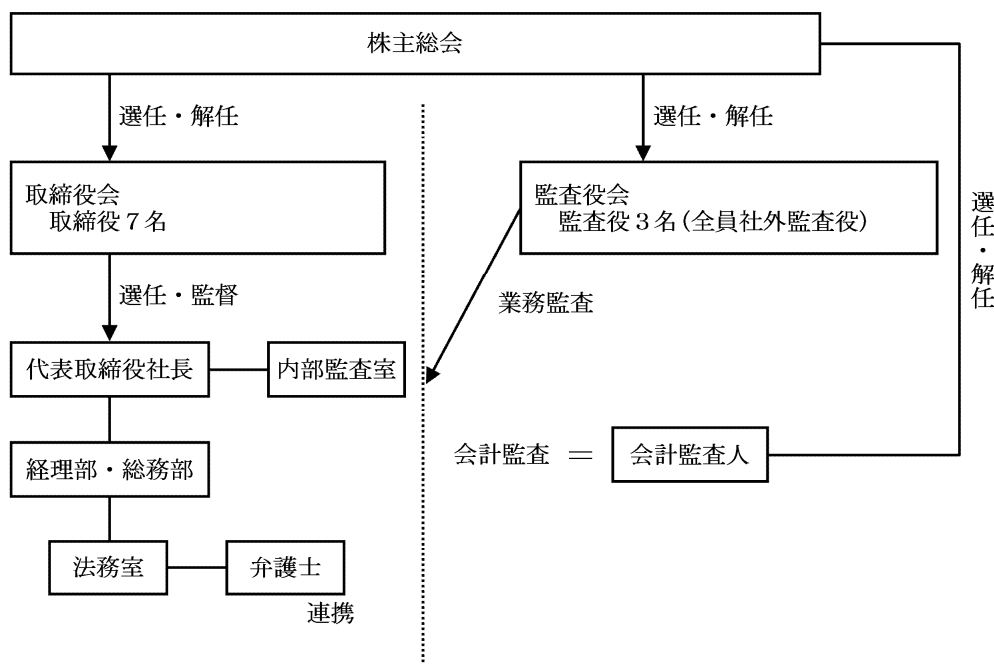 株主総会
選任・解任
選任・解任
取締役会
取締役７名
監査役会
監査役３名(全員社外監査役)
選任・解任
選任・監督
業務監査
代表取締役社長
内部監査室
会計監査 ＝ 会計監査人
経理部・総務部
法務室
弁護士
連携